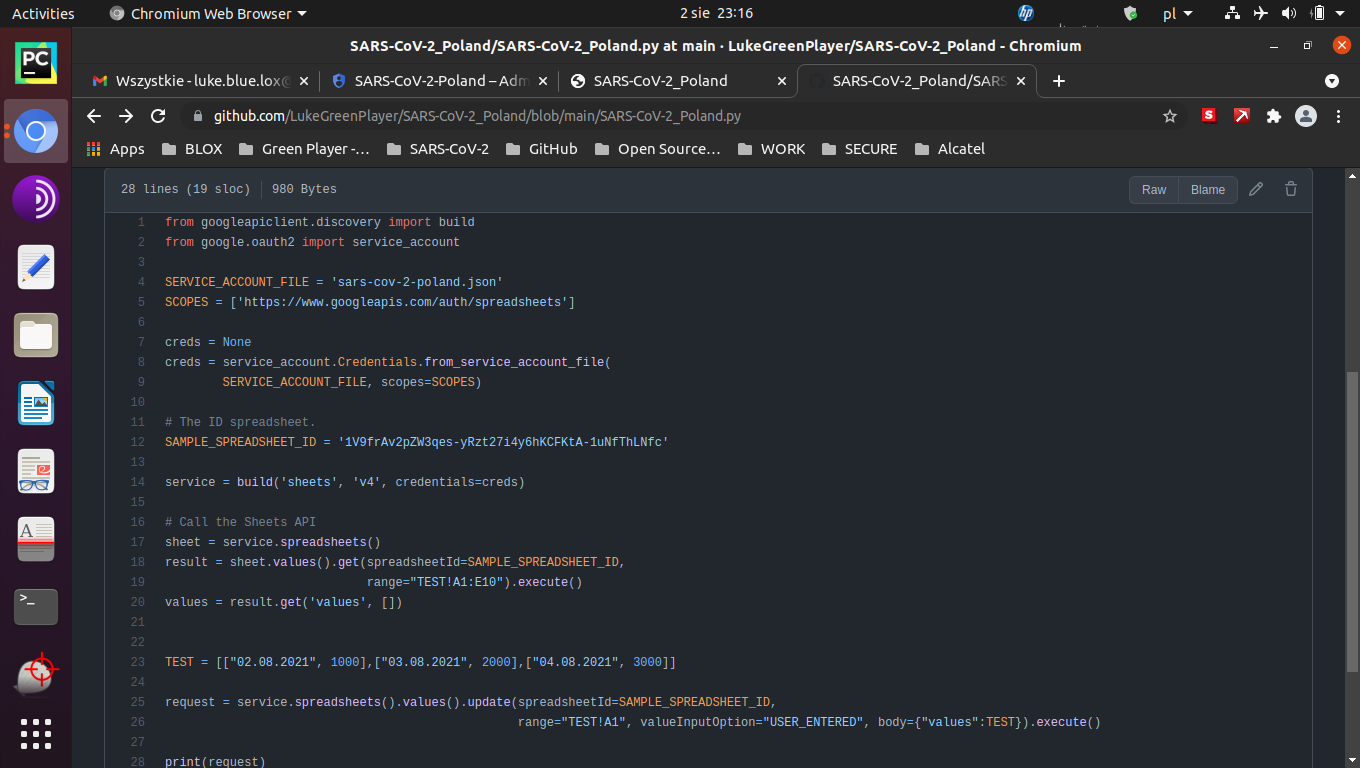 Activities
Chromium Web Browser
2 sie 23:16
hp
pl
SARS-CoV-2_Poland/SARS-CoV-2_Poland.py at main · LukeGreenPlayer/SARS-CoV-2_Poland - Chromium
PC
Wszystkie - luke.blue.lox@
SARS-CoV-2-Poland – Adm
SARS-CoV-2_Poland
SARS-CoV-2_Poland/SARS
github.com/LukeGreenPlayer/SARS-CoV-2_Poland/blob/main/SARS-CoV-2_Poland.py
S
Apps
BLOX
Green Player -...
SARS-CoV-2
GitHub
Open Source...
WORK
SECURE
Alcatel
28 lines (19 sloc)
980 Bytes
Raw
Blame
1 from googleapiclient.discovery import build
2 from google.oauth2 import service_account
3
4 SERVICE_ACCOUNT_FILE = 'sars-cov-2-poland.json'
5 SCOPES = ['https://www.googleapis.com/auth/spreadsheets']
6
7 creds = None
8 creds = service_account.Credentials.from_service_account_file(
9 SERVICE_ACCOUNT_FILE, scopes=SCOPES)
10
11 # The ID spreadsheet.
12 SAMPLE_SPREADSHEET_ID = '1V9frAv2pZW3qes-yRzt27i4y6hKCFKtA-1uNfThLNfc'
13
14 service = build('sheets', 'v4', credentials=creds)
15
16 # Call the Sheets API
17 sheet = service.spreadsheets()
18 result = sheet.values().get(spreadsheetId=SAMPLE_SPREADSHEET_ID,
19 range="TEST!A1:E10").execute()
20 values = result.get('values', [])
21
22
23 TEST = [["02.08.2021", 1000],["03.08.2021", 2000],["04.08.2021", 3000]]
24
25 request = service.spreadsheets().values().update(spreadsheetId=SAMPLE_SPREADSHEET_ID,
26 range="TEST!A1", valueInputOption="USER_ENTERED", body={"values":TEST}).execute()
27
28 print(request)
A
>_